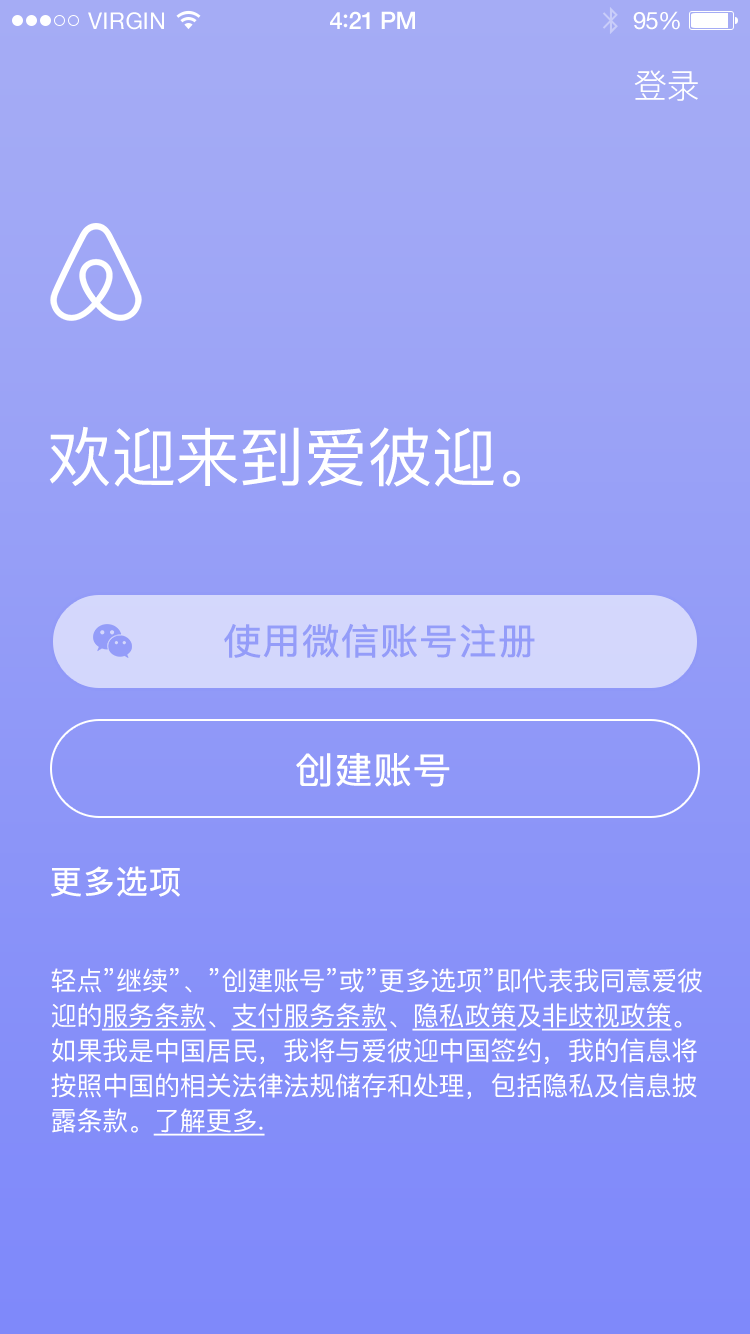 VIRGIN 4:21 PM 95%
登录
欢迎来到爱彼迎。
使用微信账号注册
创建账号
更多选项
轻点”继续”、”创建账号”或”更多选项”即代表我同意爱彼
迎的服务条款、支付服务条款、隐私政策及非歧视政策。
如果我是中国居民，我将与爱彼迎中国签约，我的信息将
按照中国的相关法律法规储存和处理，包括隐私及信息披
露条款。了解更多.